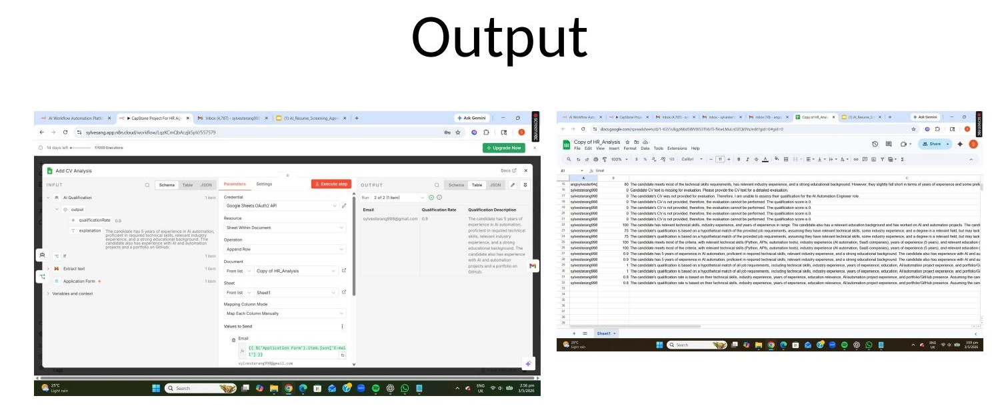 Output
AI Workflow Automation Platf
CapStone Project For HR Ag
Inbox (4,787) - sylvesterang998
(1) AI_Resume_Screening_Agen
Ask Gemini
sylvesang.app.n8n.cloud/workflow/LqzKCmQbAczjk5pV/557579
14 days left
7/1000 Executions
Upgrade Now
screenrec
Add CV Analysis
Docs
INPUT
Schema
Table
JSON
AI Qualification
1 item
output
# qualificationRate 0.9
T explanation
The candidate has 5 years of experience in AI automation,
proficient in required technical skills, relevant industry
experience, and a strong educational background. The
candidate also has experience with AI and automation
projects and a portfolio on GitHub.
If
1 item
Extract text
1 item
Application Form
1 item
Variables and context
Parameters
Settings
Execute step
Credential
Google Sheets OAuth2 API
Resource
Sheet Within Document
Operation
Append Row
Document
From list
Copy of HR_Analysis
Sheet
From list
Sheet1
Mapping Column Mode
Map Each Column Manually
Values to Send
Email
fx
{{ $('Application Form').item.json['E-mai
l'] }}
sylvesterang998@gmail.com
OUTPUT
Schema
Table
JSON
Run
2 of 2 (1 item)
Email
Qualification Rate
Qualification Description
sylvesterang998@gmail.com
0.9
The candidate has 5 years of
experience in AI automation,
proficient in required technical
skills, relevant industry
experience, and a strong
educational background. The
candidate also has experience
with AI and automation
projects and a portfolio on
GitHub.
25°C
Light rain
Search
ENG
UK
2:56 pm
3/5/2026
AI Workflow Auto
CapStone Proje
Inbox (4,787) - syl
Inbox - sylvester
Inbox (10) - angs
Copy of HR_Anal
(1) AI_Resume_Sc
Ask Gemini
screenrec
Copy of HR_Analysis
File Edit View Insert Format Data Tools Extensions Help
Share
100%
Calibri
11
A1
fx Email
A
B
C
15 80 The candidate meets most of the technical skills requirements, has relevant industry experience, and a strong educational background. However, they slightly fall short in terms of years of experience and some pref
16 sylvesterang998 0 Candidate CV text is missing for evaluation. Please provide the CV text for a detailed evaluation.
17 sylvesterang998 0 The candidate's CV was not provided for evaluation. Therefore, I am unable to assess their qualification for the AI Automation Engineer role.
18 sylvesterang998 0 The candidate's CV is not provided, therefore, the evaluation cannot be performed. The qualification score is 0.
19 sylvesterang998 0 The candidate's CV is not provided, therefore, the evaluation cannot be performed. The qualification score is 0.
20 sylvesterang998 0 The candidate's CV is not provided, therefore, the evaluation cannot be performed. The qualification score is 0.
21 sylvesterang998 0 The candidate's CV is not provided, therefore, the evaluation cannot be performed. The qualification score is 0.
22 sylvesterang998 100 The candidate has relevant technical skills, industry experience, and years of experience in range. The candidate also has a relevant education background and has worked on AI and automation projects. The candi
23 sylvesterang998 75 The candidate's qualification is based on a hypothetical match of the provided job requirements, assuming they have relevant technical skills, some industry experience, and a degree in a relevant field, but may lack
24 sylvesterang998 75 The candidate's qualification is based on a hypothetical match of the provided job requirements, assuming they have relevant technical skills, some industry experience, and a degree in a relevant field, but may lack
25 sylvesterang998 100 The candidate meets most of the criteria, with relevant technical skills (Python, APIs, automation tools), industry experience (AI automation, SaaS companies), years of experience (5 years), and relevant education (
26 sylvesterang998 100 The candidate meets most of the criteria, with relevant technical skills (Python, APIs, automation tools), industry experience (AI automation, SaaS companies), years of experience (5 years), and relevant education (
27 sylvesterang998 0.9 The candidate has 5 years of experience in AI automation, proficient in required technical skills, relevant industry experience, and a strong educational background. The candidate also has experience with AI and au
28 sylvesterang998 0.9 The candidate has 5 years of experience in AI automation, proficient in required technical skills, relevant industry experience, and a strong educational background. The candidate also has experience with AI and au
29 sylvesterang998 1 The candidate's qualification is based on a hypothetical match of all job requirements, including technical skills, industry experience, years of experience, education, AI/automation project experience, and portfolio/G
30 sylvesterang998 1 The candidate's qualification is based on a hypothetical match of all job requirements, including technical skills, industry experience, years of experience, education, AI/automation project experience, and portfolio/G
31 sylvesterang998 0.8 The candidate's qualification rate is based on their technical skills, industry experience, years of experience, education relevance, AI/automation experience, and portfolio/GitHub presence. Assuming the can
32 sylvesterang998 0.8 The candidate's qualification rate is based on their technical skills, industry experience, years of experience, education relevance, AI/automation experience, and portfolio/GitHub presence. Assuming the can
33
34
35
36
37
38
39
Sheet1
25°C
Light rain
Search
ENG
UK
3:05 pm
3/5/2026